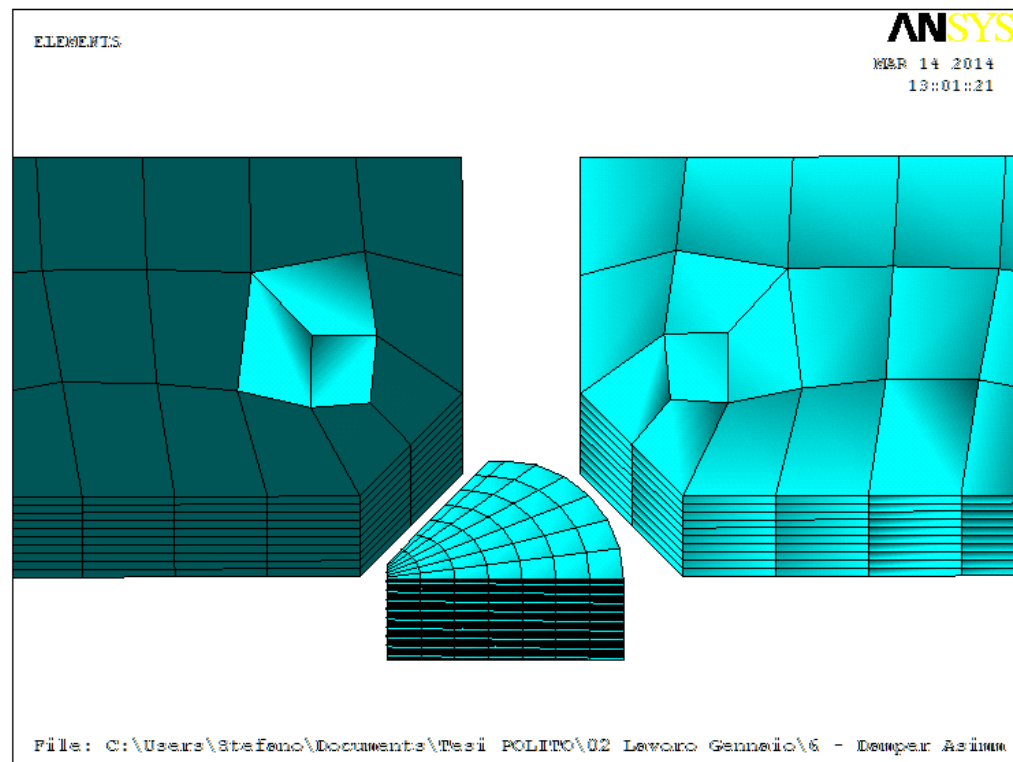 ELEMENTS
ANSYS
MAR 14 2014
13:01:21
File: C:\Users\Stefano\Documents\Tesi POLITO\02 Lavoro Gennaio\6 - Damper Asimm